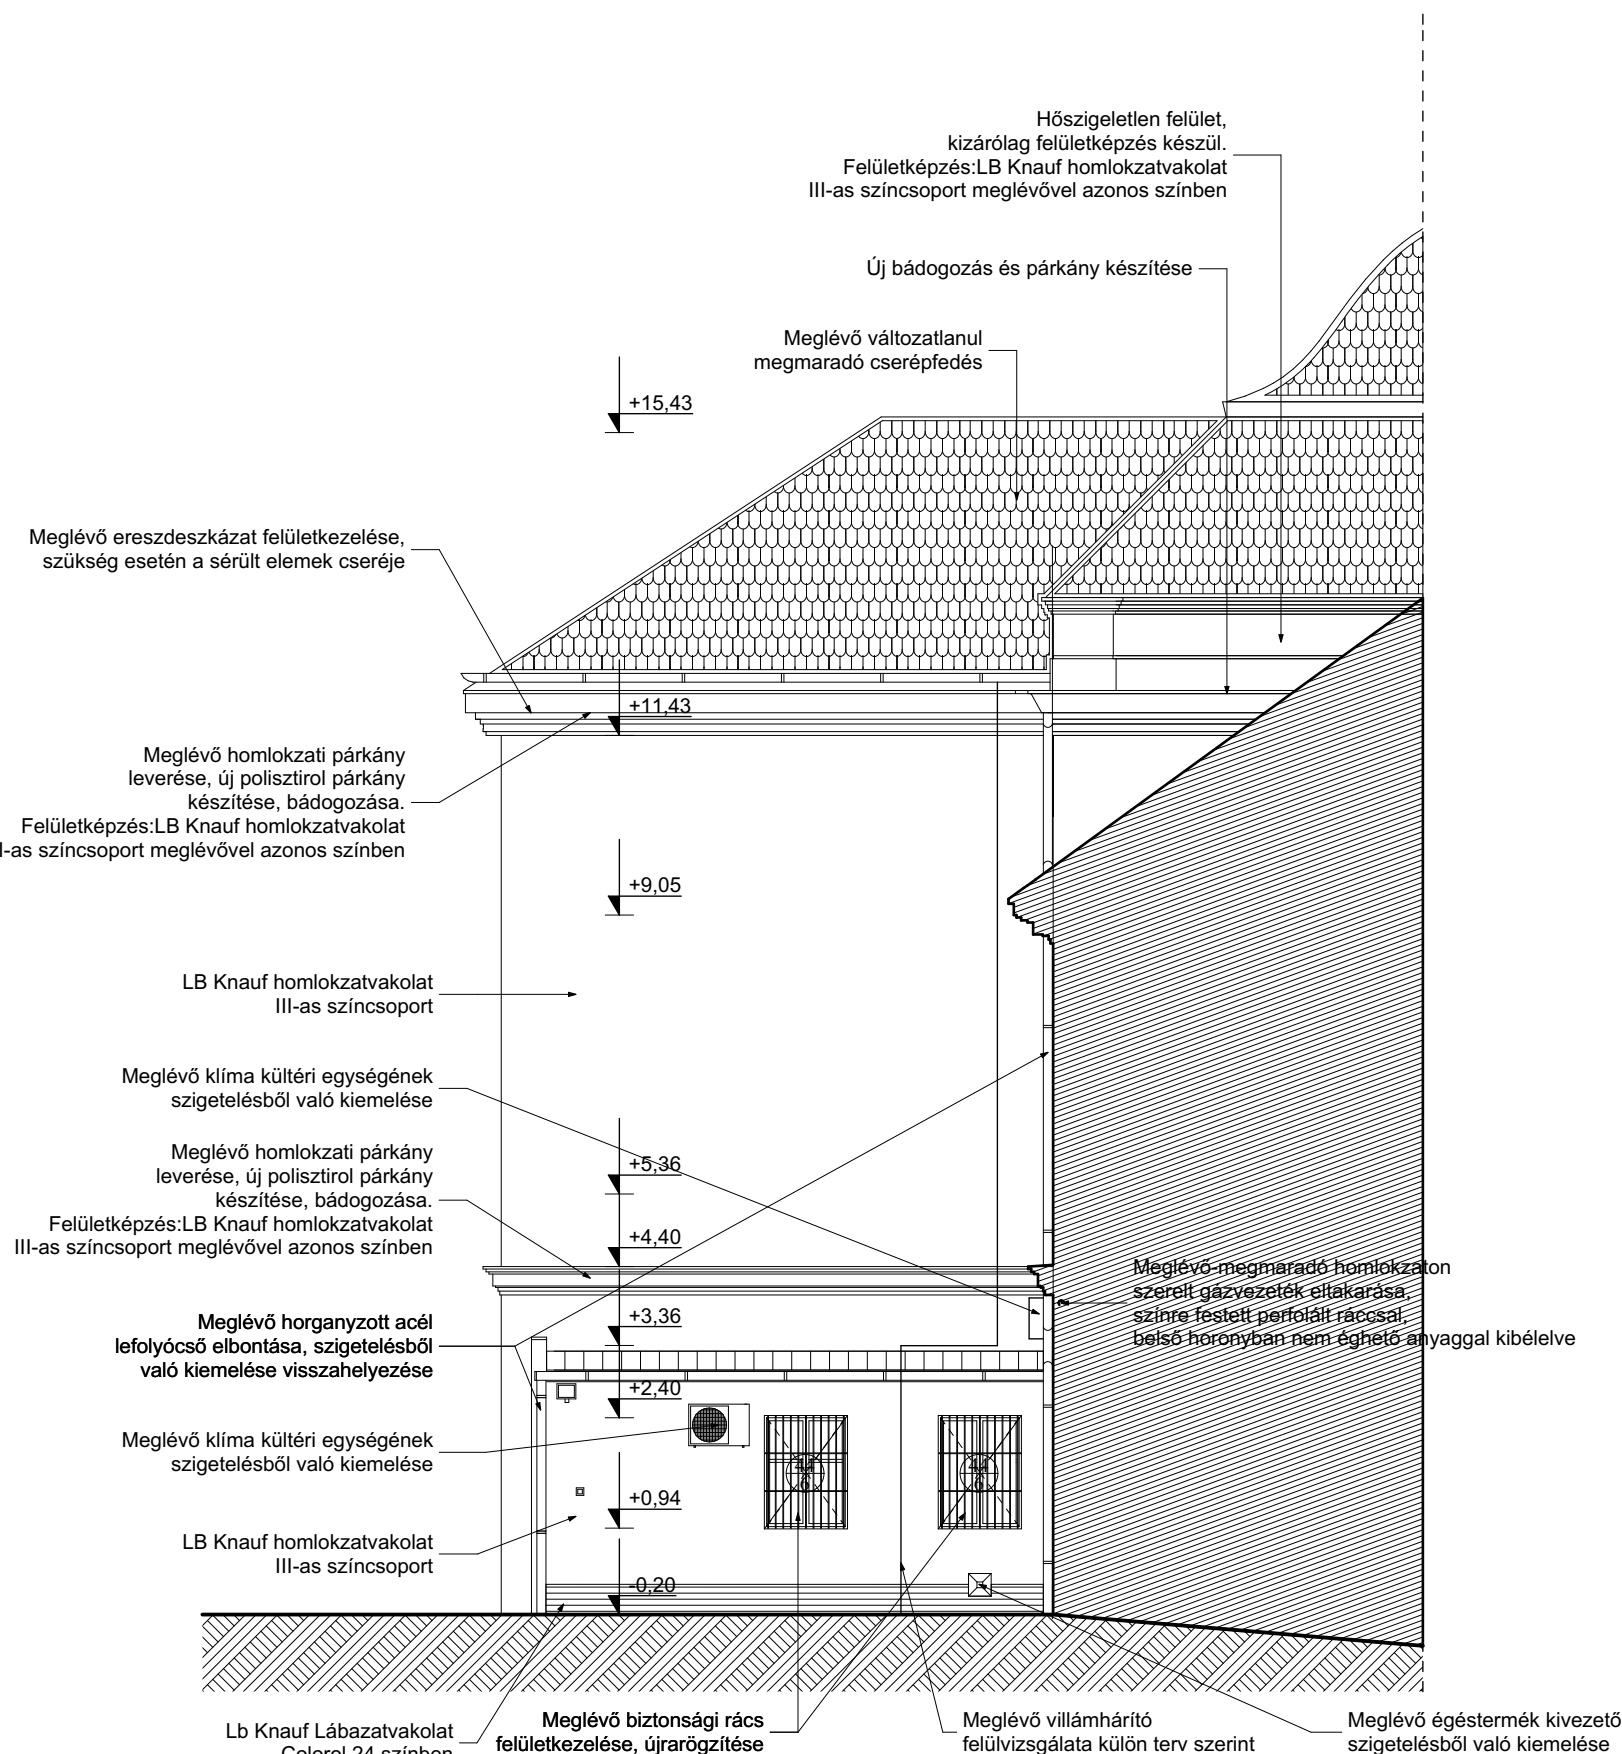 Hőszigeletlen felület,
kizárólag felületképzés készül.
Felületképzés:LB Knauf homlokzatvakolat
III-as színcsoport meglévővel azonos színben
Új bádogozás és párkány készítése
Meglévő változatlanul
megmaradó cserépfedés
+15,43
Meglévő ereszdeszkázat felületkezelése,
szükség esetén a sérült elemek cseréje
+11,43
Meglévő homlokzati párkány
leverése, új polisztirol párkány
készítése, bádogozása.
Felületképzés:LB Knauf homlokzatvakolat
I-as színcsoport meglévővel azonos színben
+9,05
LB Knauf homlokzatvakolat
III-as színcsoport
Meglévő klíma kültéri egységének
szigetelésből való kiemelése
+5,36
Meglévő homlokzati párkány
leverése, új polisztirol párkány
készítése, bádogozása.
Felületképzés:LB Knauf homlokzatvakolat
III-as színcsoport meglévővel azonos színben
+4,40
Meglévő-megmaradó homlokzaton
szerelt gázvezeték eltakarása,
színre festett perfolált ráccsal,
belső horonyban nem éghető anyaggal kibélelve
+3,36
Meglévő horganyzott acél
lefolyócső elbontása, szigetelésből
való kiemelése visszahelyezése
+2,40
Meglévő klíma kültéri egységének
szigetelésből való kiemelése
44
6
44
6
+0,94
LB Knauf homlokzatvakolat
III-as színcsoport
-0,20
Lb Knauf Lábazatvakolat
Colorol 24 színben
Meglévő biztonsági rács
felületkezelése, újrarögzítése
Meglévő villámhárító
felülvizsgálata külön terv szerint
Meglévő égéstermék kivezető
szigetelésből való kiemelése